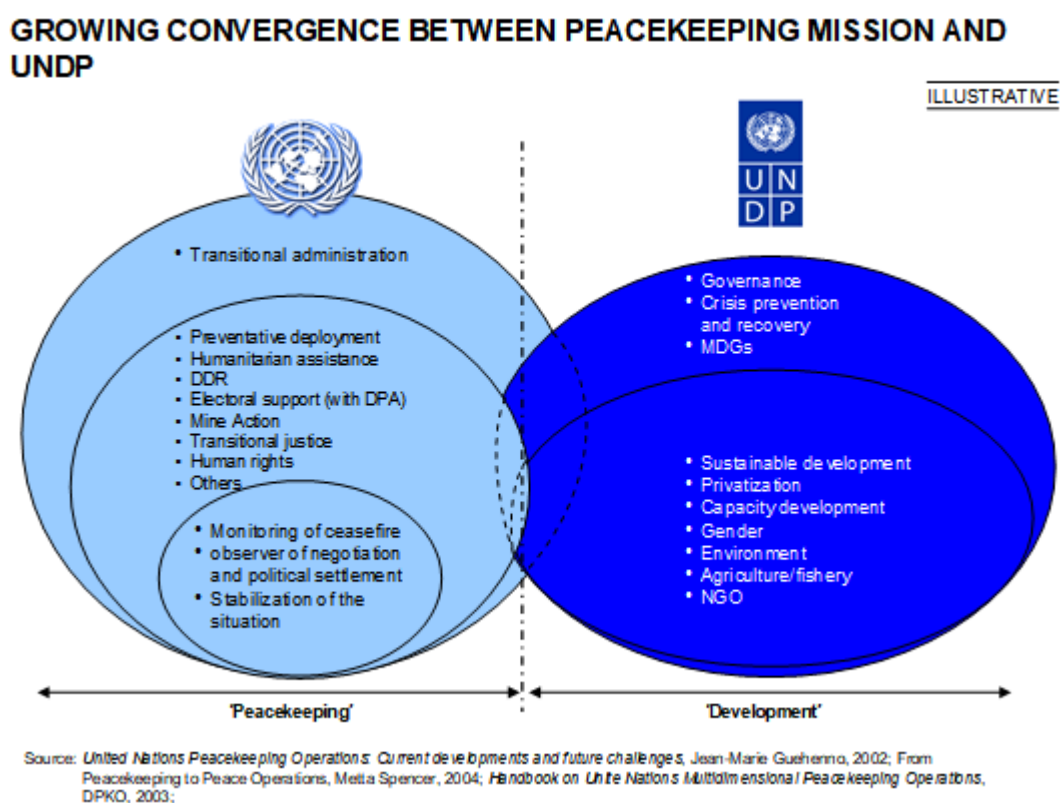 GROWING CONVERGENCE BETWEEN PEACEKEEPING MISSION AND
UNDP
ILLUSTRATIVE
U N
D P
• Transitional administration
• Preventative deployment
• Humanitarian assistance
• DDR
• Electoral support (with DPA)
• Mine Action
• Transitional justice
• Human rights
• Others
• Monitoring of ceasefire
• observer of negotiation
and political settlement
• Stabilization of the
situation
• Governance
• Crisis prevention
and recovery
• MDGs
• Sustainable development
• Privatization
• Capacity development
• Gender
• Environment
• Agriculture/fishery
• NGO
'Peacekeeping'
'Development'
Source: United Nations Peacekeeping Operations: Current developments and future challenges, Jean-Marie Guehenno, 2002; From
Peacekeeping to Peace Operations, Metta Spencer, 2004; Handbook on Unite Nations Multidimensional Peacekeeping Operations,
DPKO, 2003;